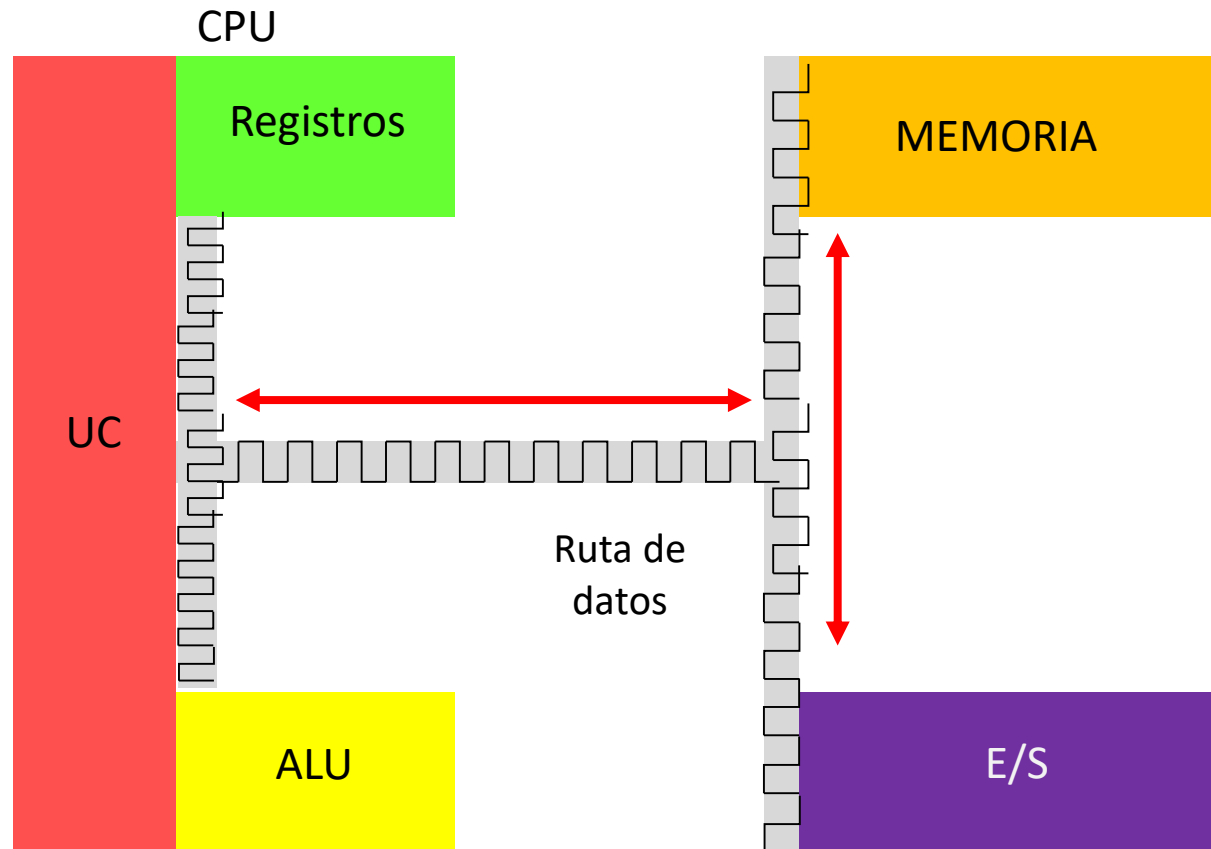 CPU
Registros
MEMORIA
UC
Ruta de
datos
ALU
E/S